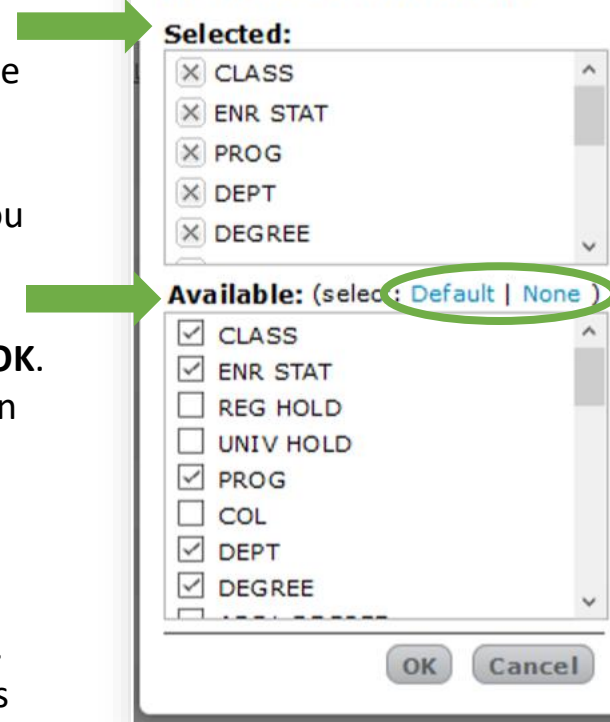 Selected:
e
CLASS
ENR STAT
PROG
DEPT
ou
DEGREE
Available: (select: Default | None )
CLASS
OK.
ENR STAT
n
REG HOLD
UNIV HOLD
PROG
COL
DEPT
DEGREE
OK Cancel
s